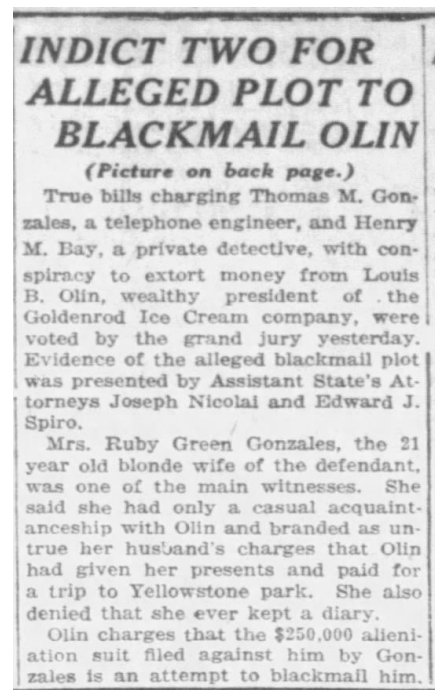 INDICT TWO FOR
ALLEGED PLOT TO
BLACKMAIL OLIN
(Picture on back page.)
True bills charging Thomas M. Gon-
zales, a telephone engineer, and Henry
M. Bay, a private detective, with con-
spiracy to extort money from Louis
B. Olin, wealthy president of the
Goldenrod Ice Cream company, were
voted by the grand jury yesterday.
Evidence of the alleged blackmail plot
was presented by Assistant State's At-
torneys Joseph Nicolai and Edward J.
Spiro.
Mrs. Ruby Green Gonzales, the 21
year old blonde wife of the defendant,
was one of the main witnesses. She
said she had only a casual acquaint-
anceship with Olin and branded as un-
true her husband's charges that Olin
had given her presents and paid for
a trip to Yellowstone park. She also
denied that she ever kept a diary.
Olin charges that the $250,000 alieni-
ation suit filed against him by Gon-
zales is an attempt to blackmail him.